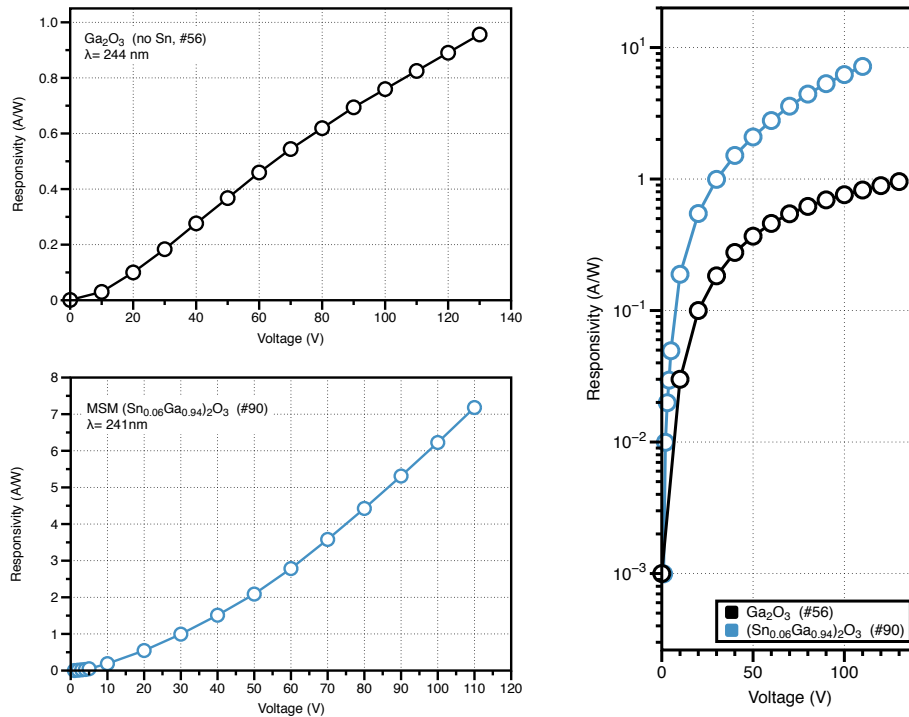 1.0
0.8
0.6
0.4
0.2
0
Responsivity (A/W)
Ga₂O₃ (no Sn, #56)
λ= 244 nm
0 20 40 60 80 100 120 140
Voltage (V)
8
7
6
5
4
3
2
1
0
Responsivity (A/W)
MSM (Sn₀.₀₆Ga₀.₉₄)₂O₃ (#90)
λ= 241nm
0 10 20 30 40 50 60 70 80 90 100 110 120
Voltage (V)
10¹
1
10⁻¹
10⁻²
10⁻³
Responsivity (A/W)
Ga₂O₃ (#56)
(Sn₀.₀₆Ga₀.₉₄)₂O₃ (#90)
0 50 100
Voltage (V)